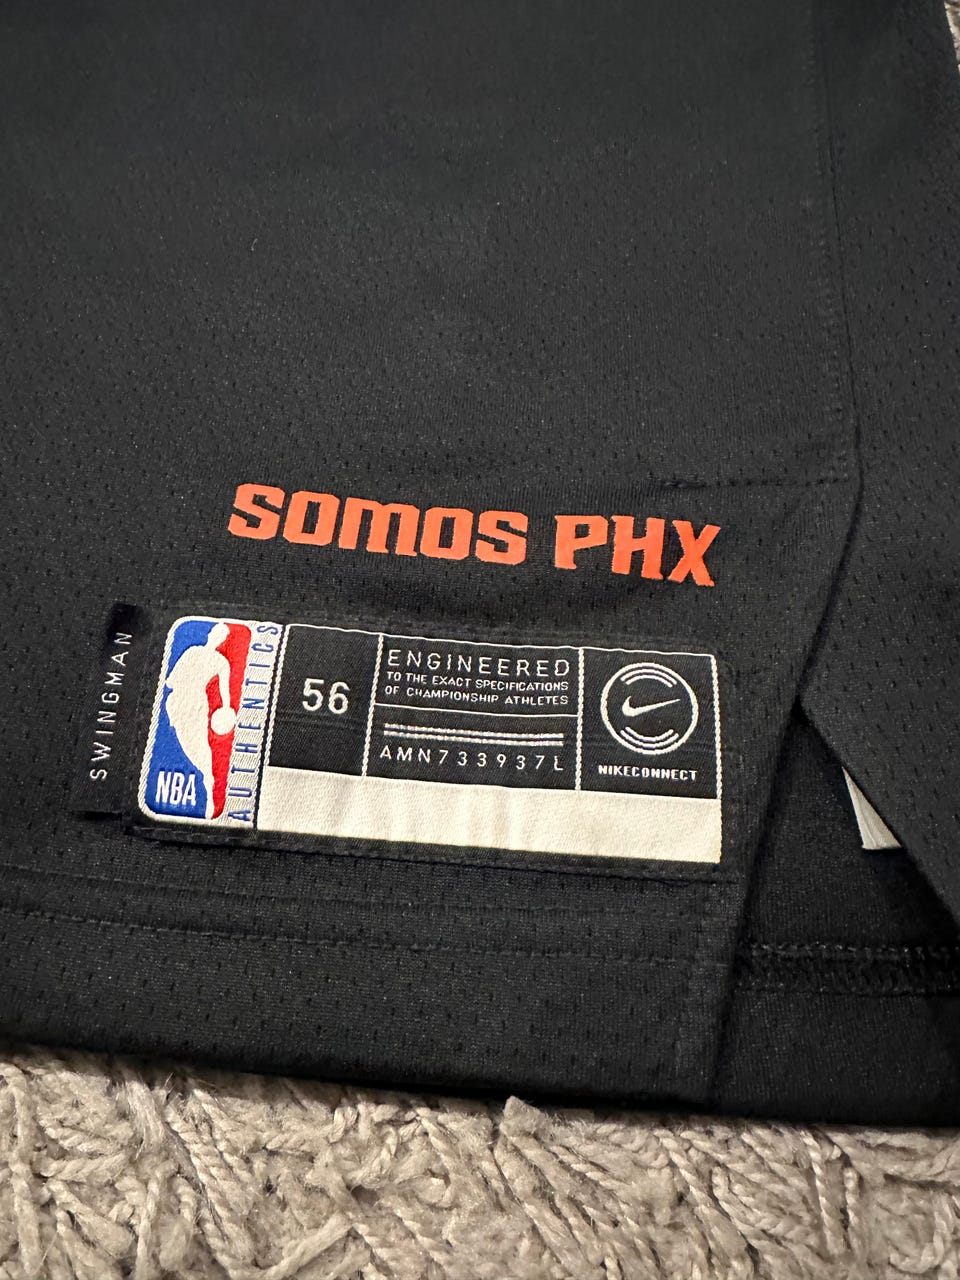 SOMOS PHX
SWINGMAN
NBA
AUTHENTICS
56
ENGINEERED
TO THE EXACT SPECIFICATIONS
OF CHAMPIONSHIP ATHLETES
AMN733937L
NIKECONNECT